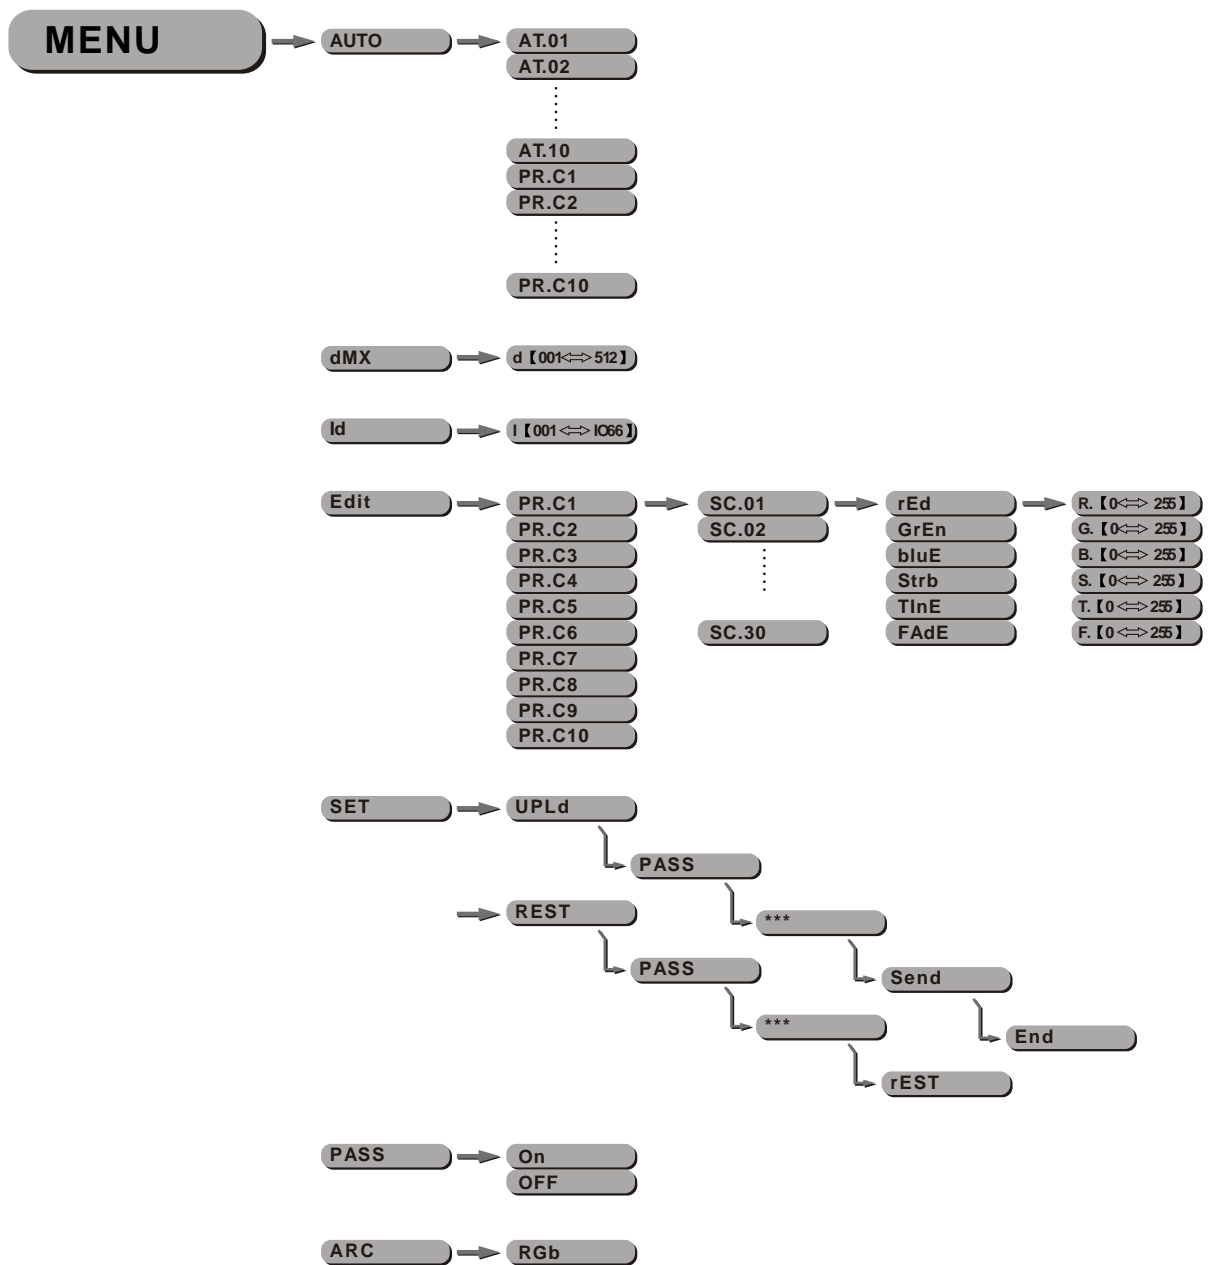 MENU
AUTO
AT.01
AT.02
AT.10
PR.C1
PR.C2
PR.C10
dMX
d【001⇔512】
Id
I【001⇔IO66】
Edit
PR.C1
SC.01
rEd
R.【0⇔255】
PR.C2
SC.02
GrEn
G.【0⇔255】
PR.C3
bluE
B.【0⇔255】
PR.C4
Strb
S.【0⇔255】
PR.C5
TInE
T.【0⇔255】
PR.C6
SC.30
FAdE
F.【0⇔255】
PR.C7
PR.C8
PR.C9
PR.C10
SET
UPLd
PASS
REST
***
PASS
Send
***
End
rEST
PASS
On
OFF
ARC
RGb